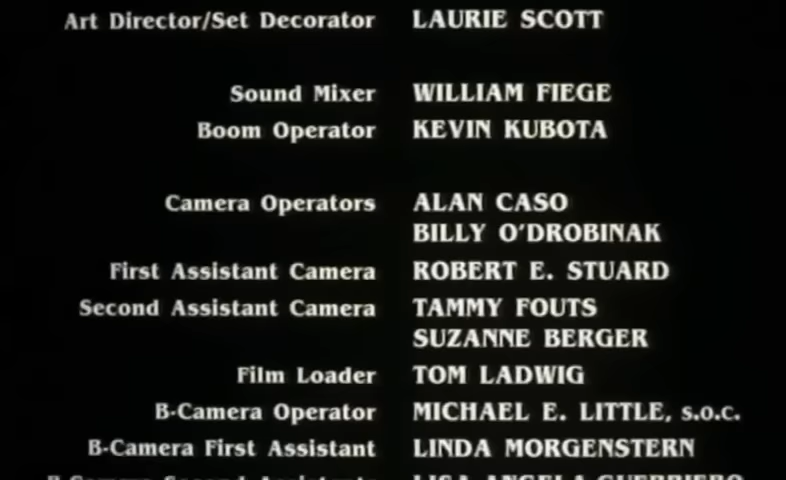 Art Director/Set Decorator LAURIE SCOTT
Sound Mixer WILLIAM FIEGE
Boom Operator KEVIN KUBOTA
Camera Operators ALAN CASO
BILLY O'DROBINAK
First Assistant Camera ROBERT E. STUARD
Second Assistant Camera TAMMY FOUTS
SUZANNE BERGER
Film Loader TOM LADWIG
B-Camera Operator MICHAEL E. LITTLE, s.o.c.
B-Camera First Assistant LINDA MORGENSTERN